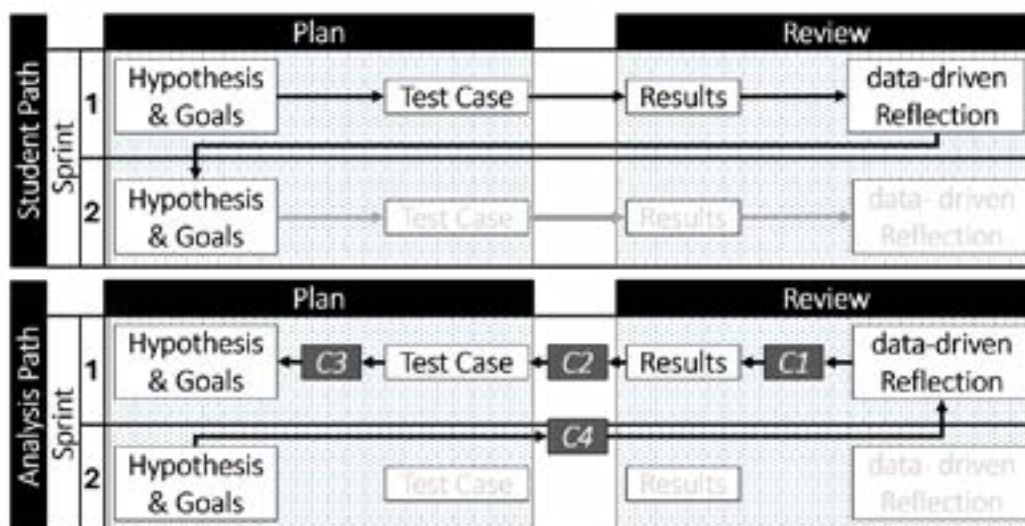 Student Path
Sprint
Plan
Review
1
Hypothesis
& Goals
Test Case
Results
data-driven
Reflection
2
Hypothesis
& Goals
Test Case
Results
data- driven
Reflection
Analysis Path
Sprint
Plan
Review
1
Hypothesis
& Goals
C3
Test Case
C2
Results
C1
data-driven
Reflection
C4
2
Hypothesis
& Goals
Test Case
Results
data- driven
Reflection